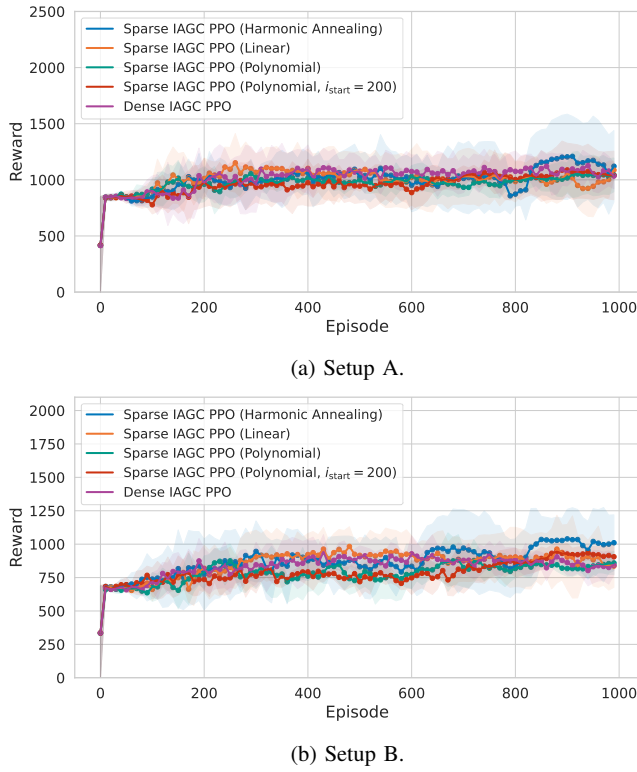 2500
2000
1500
1000
500
0
Reward
Sparse IAGC PPO (Harmonic Annealing)
Sparse IAGC PPO (Linear)
Sparse IAGC PPO (Polynomial)
Sparse IAGC PPO (Polynomial, i_start = 200)
Dense IAGC PPO
0 200 400 600 800 1000
Episode
(a) Setup A.
2000
1750
1500
1250
1000
750
500
250
0
Reward
Sparse IAGC PPO (Harmonic Annealing)
Sparse IAGC PPO (Linear)
Sparse IAGC PPO (Polynomial)
Sparse IAGC PPO (Polynomial, i_start = 200)
Dense IAGC PPO
0 200 400 600 800 1000
Episode
(b) Setup B.